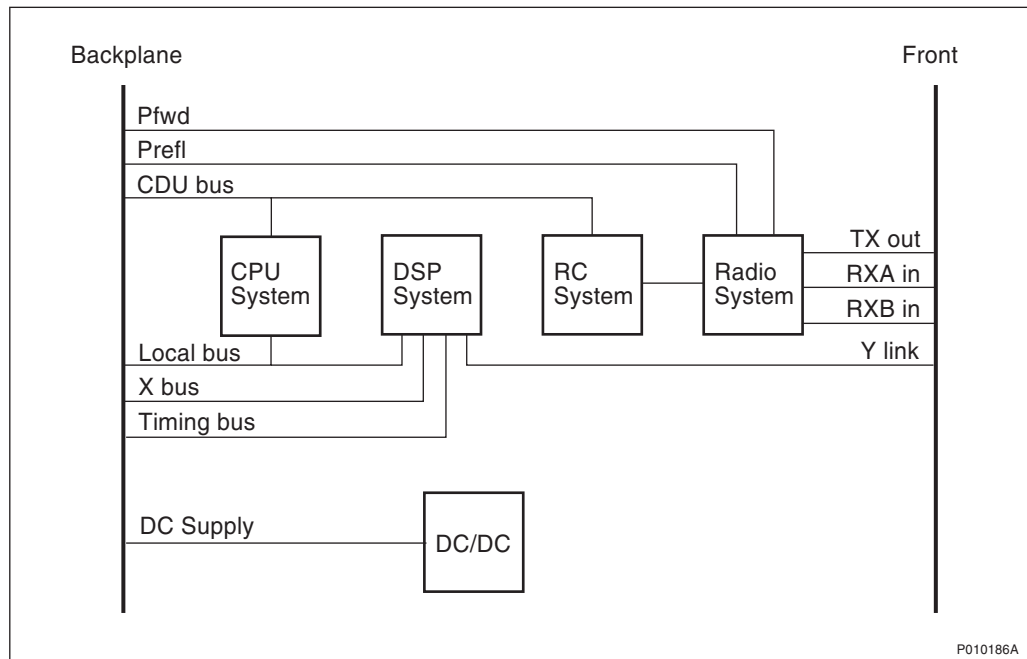 Backplane
Front
Pfwd
Prefl
CDU bus
CPU
System
DSP
System
RC
System
Radio
System
TX out
RXA in
RXB in
Y link
Local bus
X bus
Timing bus
DC Supply
DC/DC
P010186A